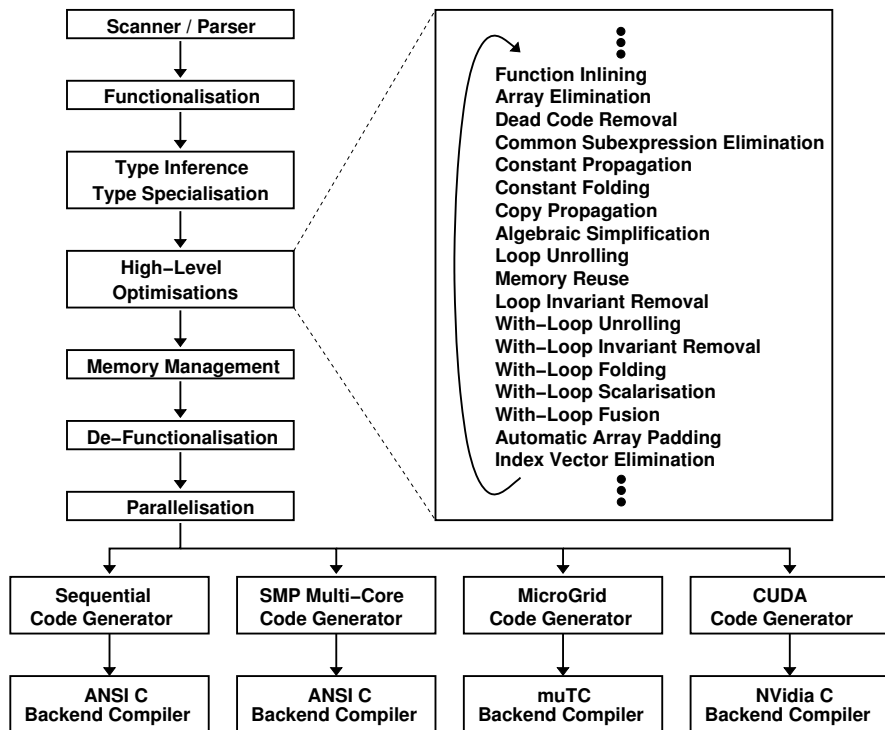 Scanner / Parser
Functionalisation
Type Inference
Type Specialisation
High−Level
Optimisations
Memory Management
De−Functionalisation
Parallelisation
Function Inlining
Array Elimination
Dead Code Removal
Common Subexpression Elimination
Constant Propagation
Constant Folding
Copy Propagation
Algebraic Simplification
Loop Unrolling
Memory Reuse
Loop Invariant Removal
With−Loop Unrolling
With−Loop Invariant Removal
With−Loop Folding
With−Loop Scalarisation
With−Loop Fusion
Automatic Array Padding
Index Vector Elimination
Sequential
Code Generator
SMP Multi−Core
Code Generator
MicroGrid
Code Generator
CUDA
Code Generator
ANSI C
Backend Compiler
ANSI C
Backend Compiler
muTC
Backend Compiler
NVidia C
Backend Compiler